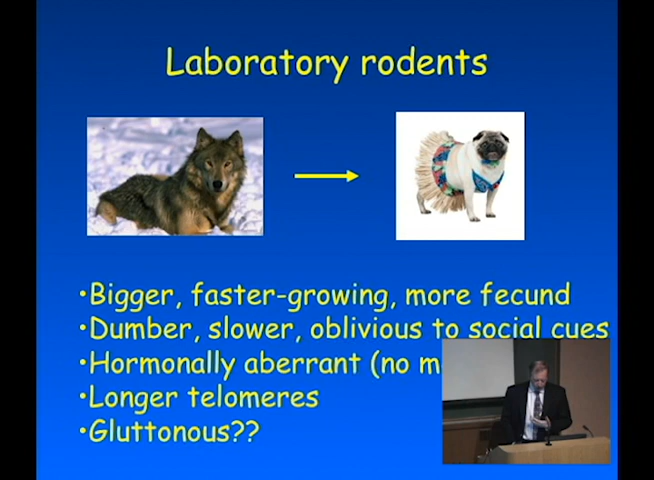 Laboratory rodents
•Bigger, faster-growing, more fecund
•Dumber, slower, oblivious to social cues
•Hormonally aberrant (no m
•Longer telomeres
•Gluttonous??